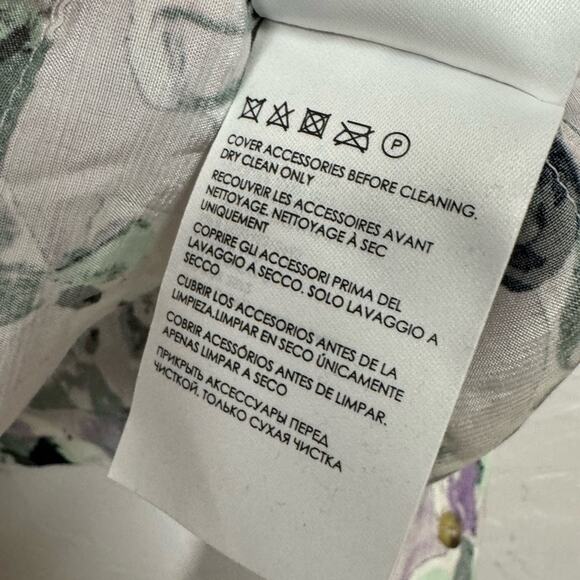 P
COVER ACCESSORIES BEFORE CLEANING.
DRY CLEAN ONLY
RECOUVRIR LES ACCESSOIRES AVANT
NETTOYAGE. NETTOYAGE À SEC
UNIQUEMENT
COPRIRE GLI ACCESSORI PRIMA DEL
LAVAGGIO A SECCO. SOLO LAVAGGIO A
SECCO
CUBRIR LOS ACCESORIOS ANTES DE LA
LIMPIEZA.LIMPIAR EN SECO ÚNICAMENTE
COBRIR ACESSÓRIOS ANTES DE LIMPAR.
APENAS LIMPAR A SECO
ПРИКРЫТЬ АКСЕССУАРЫ ПЕРЕД
ЧИСТКОЙ. ТОЛЬКО СУХАЯ ЧИСТКА